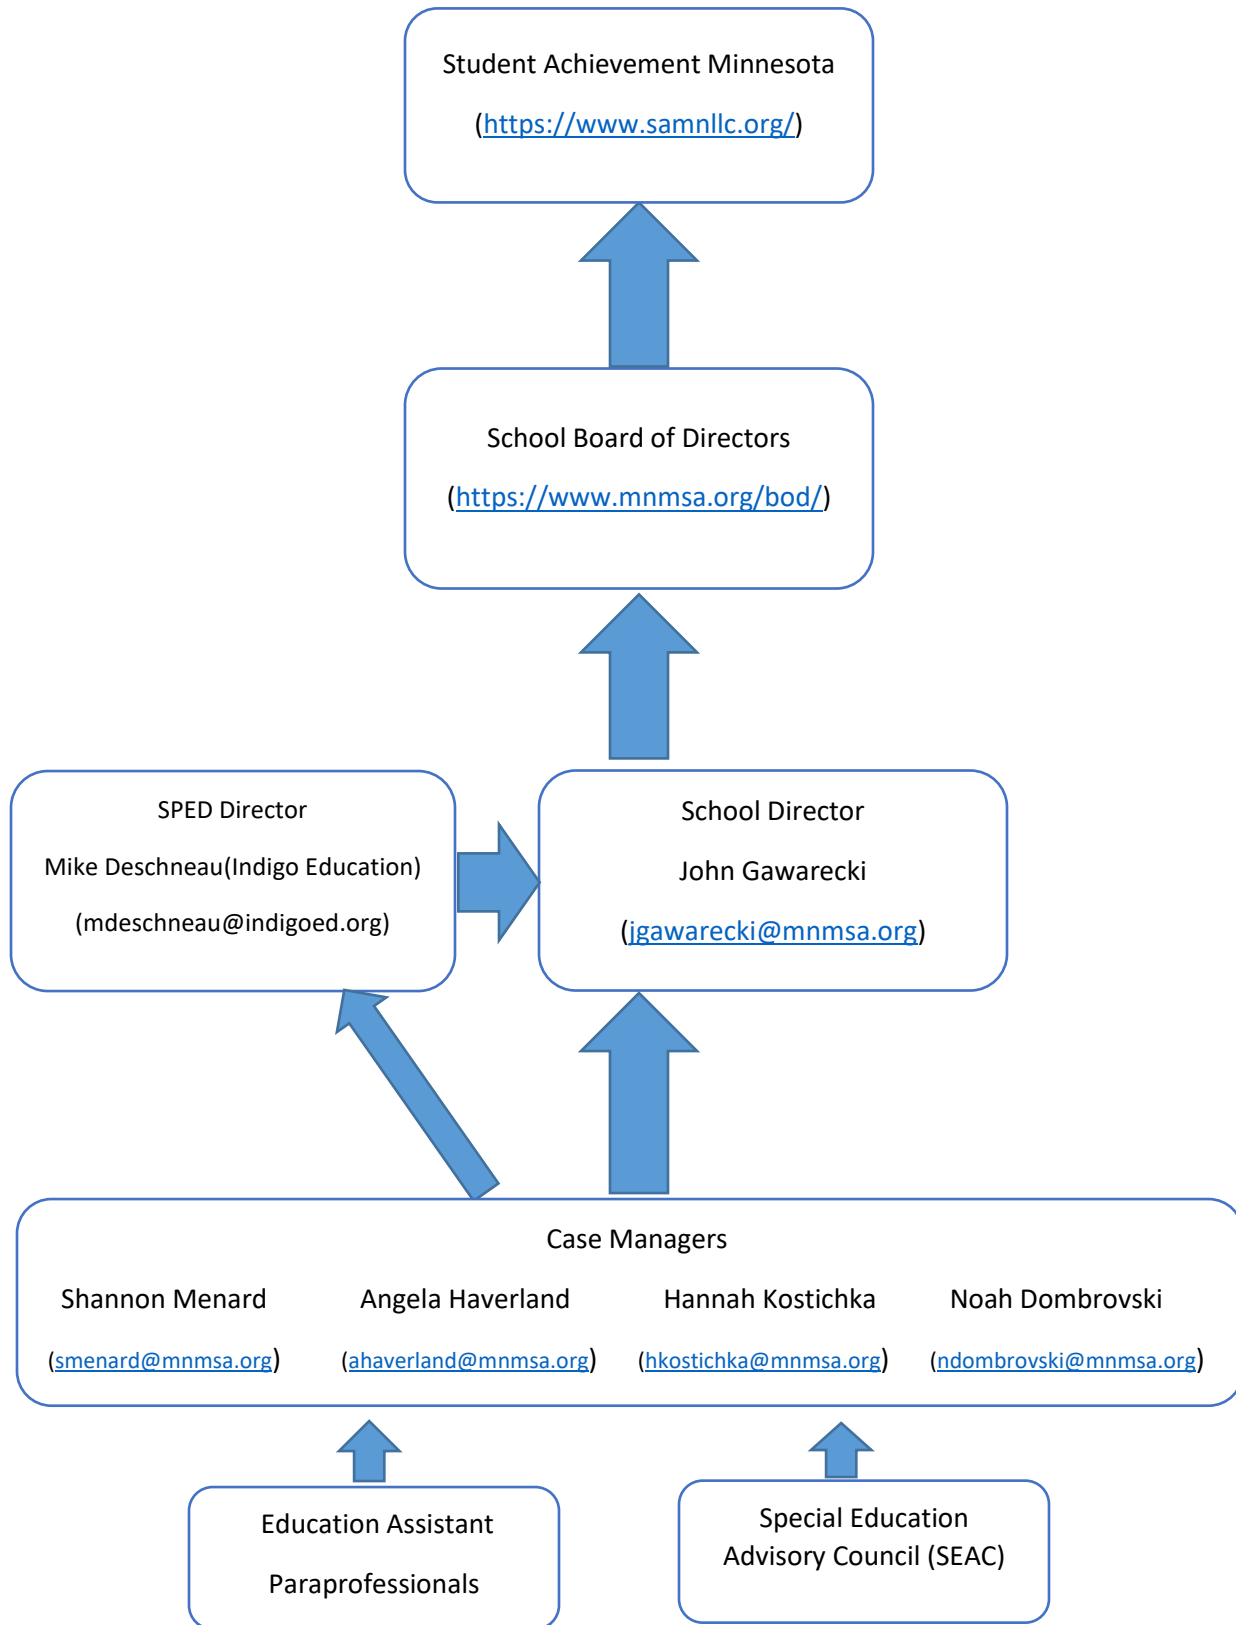 Student Achievement Minnesota
(https://www.samnllc.org/)
School Board of Directors
(https://www.mnmsa.org/bod/)
SPED Director
Mike Deschneau(Indigo Education)
(mdeschneau@indigoed.org)
School Director
John Gawarecki
(jgawarecki@mnmsa.org)
Case Managers
Shannon Menard Angela Haverland Hannah Kostichka Noah Dombrovski
(smenard@mnmsa.org) (ahaverland@mnmsa.org) (hkostichka@mnmsa.org) (ndombrovski@mnmsa.org)
Education Assistant
Paraprofessionals
Special Education
Advisory Council (SEAC)